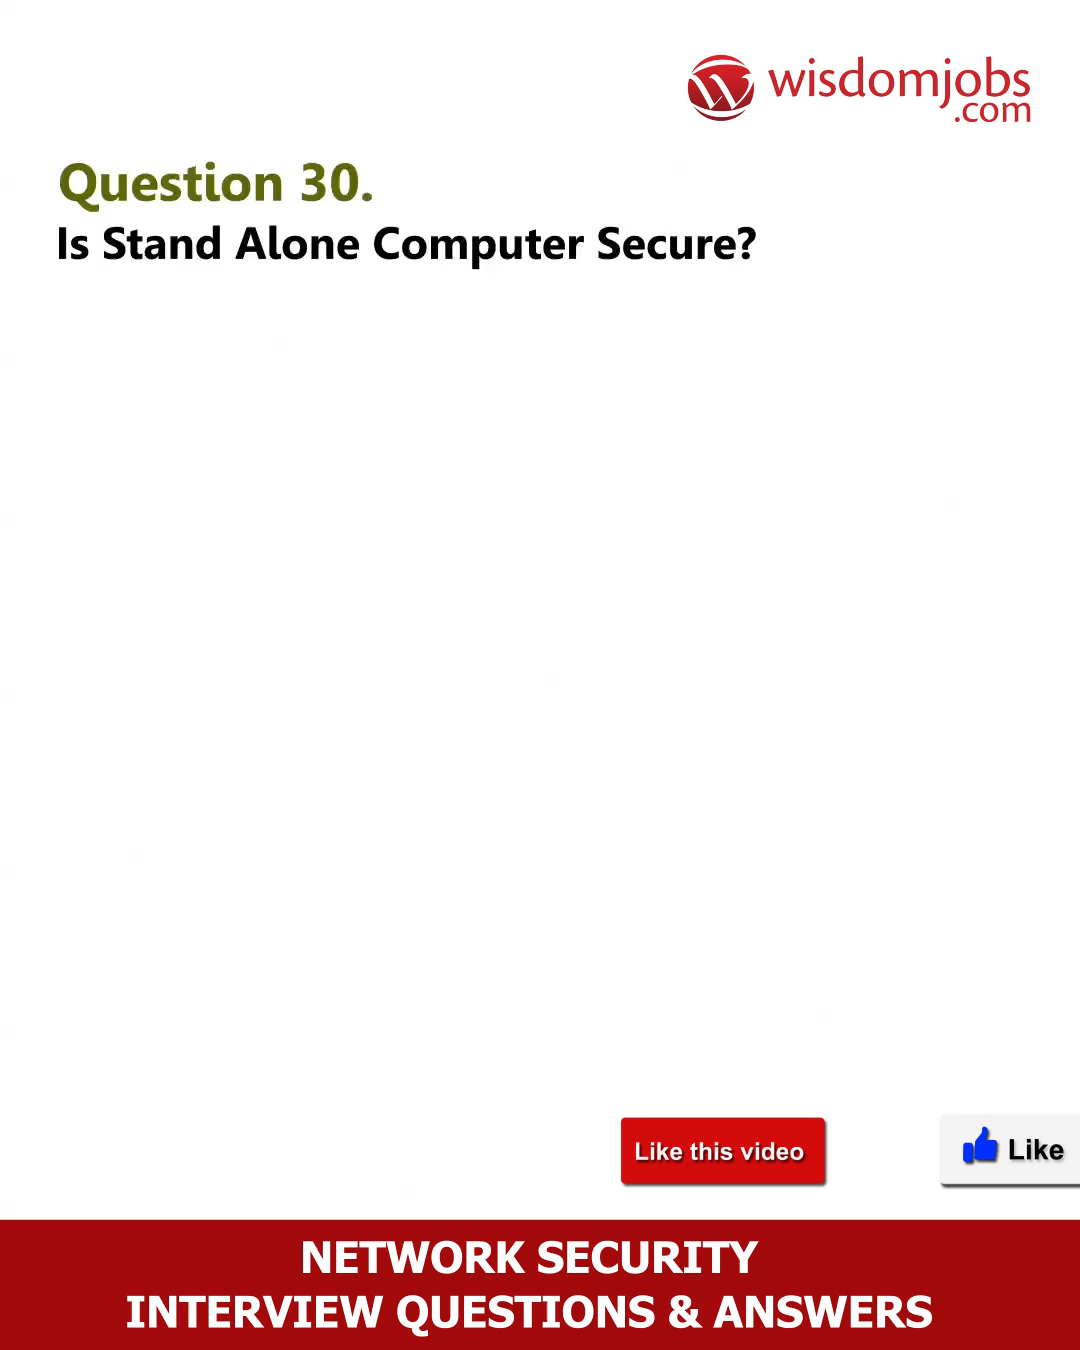 wisdomjobs
.com
Question 30.
Is Stand Alone Computer Secure?
Like this video
Like
NETWORK SECURITY
INTERVIEW QUESTIONS & ANSWERS